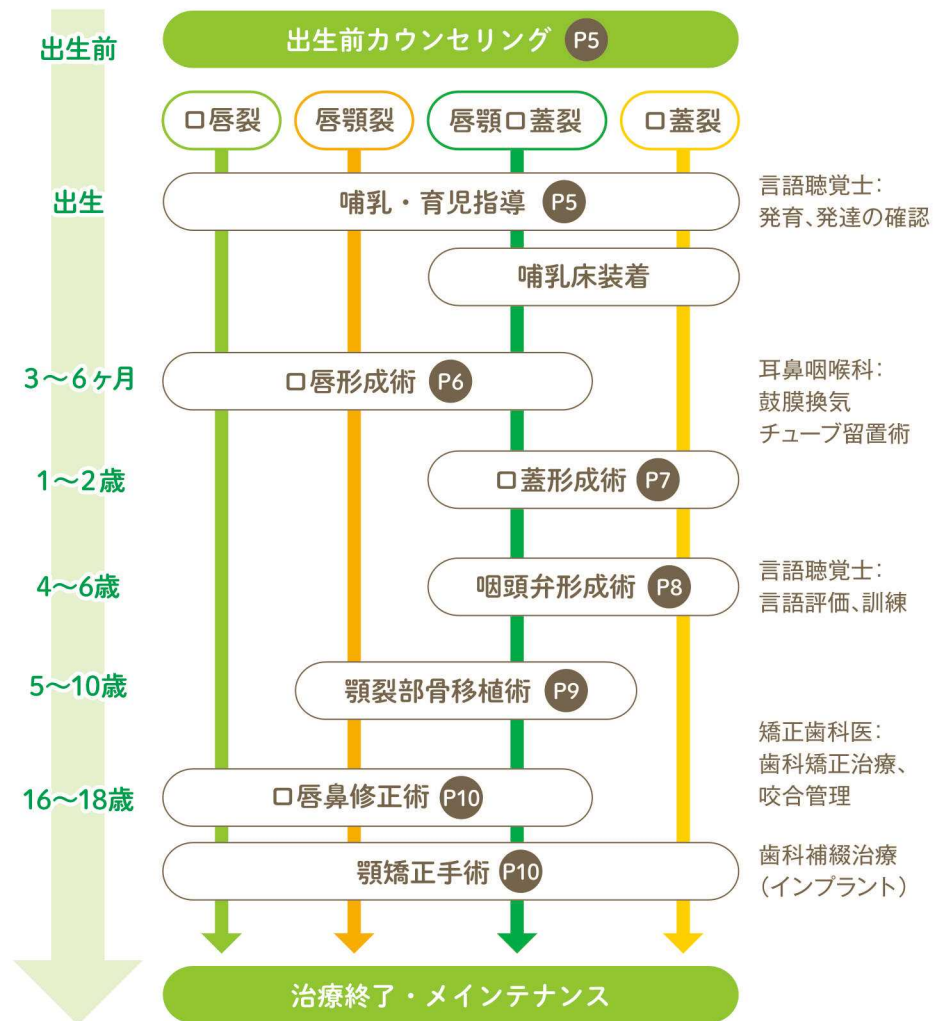 出生前
出生前カウンセリング P5
口唇裂
唇顎裂
唇顎口蓋裂
口蓋裂
出生
哺乳・育児指導 P5
言語聴覚士：
発育、発達の確認
哺乳床装着
3〜6ヶ月
口唇形成術 P6
耳鼻咽喉科：
鼓膜換気
チューブ留置術
1〜2歳
口蓋形成術 P7
4〜6歳
咽頭弁形成術 P8
言語聴覚士：
言語評価、訓練
5〜10歳
顎裂部骨移植術 P9
矯正歯科医：
歯科矯正治療、
咬合管理
16〜18歳
口唇鼻修正術 P10
顎矯正手術 P10
歯科補綴治療
（インプラント）
治療終了・メインテナンス